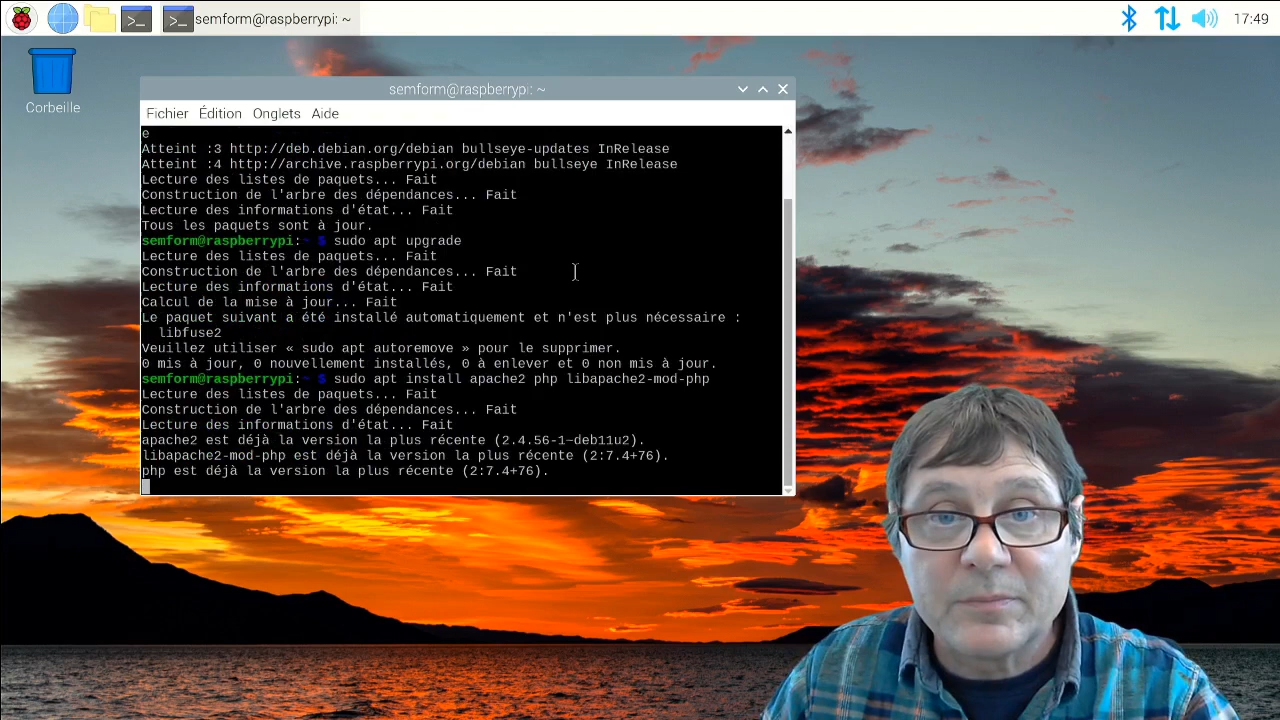 semform@raspberrypi: ~
17:49
Corbeille
semform@raspberrypi: ~
Fichier Édition Onglets Aide
e
Atteint :3 http://deb.debian.org/debian bullseye-updates InRelease
Atteint :4 http://archive.raspberrypi.org/debian bullseye InRelease
Lecture des listes de paquets... Fait
Construction de l'arbre des dépendances... Fait
Lecture des informations d'état... Fait
Tous les paquets sont à jour.
semform@raspberrypi:~ $ sudo apt upgrade
Lecture des listes de paquets... Fait
Construction de l'arbre des dépendances... Fait
Lecture des informations d'état... Fait
Calcul de la mise à jour... Fait
Le paquet suivant a été installé automatiquement et n'est plus nécessaire :
libfuse2
Veuillez utiliser « sudo apt autoremove » pour le supprimer.
0 mis à jour, 0 nouvellement installés, 0 à enlever et 0 non mis à jour.
semform@raspberrypi:~ $ sudo apt install apache2 php libapache2-mod-php
Lecture des listes de paquets... Fait
Construction de l'arbre des dépendances... Fait
Lecture des informations d'état... Fait
apache2 est déjà la version la plus récente (2.4.56-1~deb11u2).
libapache2-mod-php est déjà la version la plus récente (2:7.4+76).
php est déjà la version la plus récente (2:7.4+76).